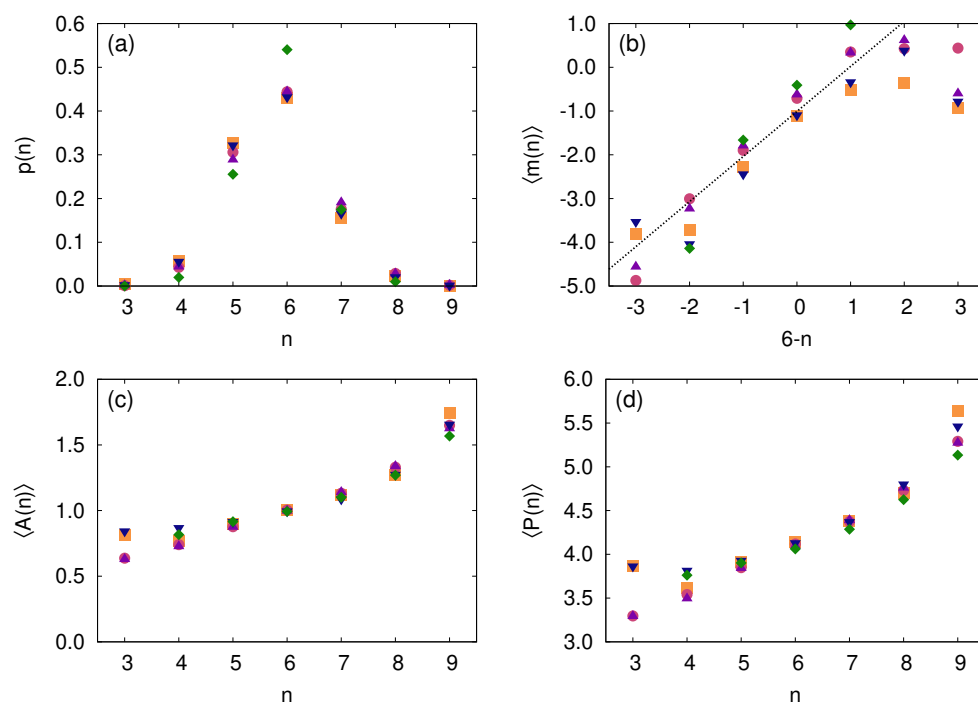 (a)
0.6
0.5
0.4
0.3
0.2
0.1
0.0
p(n)
3 4 5 6 7 8 9
n
(b)
1.0
0.0
-1.0
-2.0
-3.0
-4.0
-5.0
⟨m(n)⟩
-3 -2 -1 0 1 2 3
6-n
(c)
2.0
1.5
1.0
0.5
0.0
⟨A(n)⟩
3 4 5 6 7 8 9
n
(d)
6.0
5.5
5.0
4.5
4.0
3.5
3.0
⟨P(n)⟩
3 4 5 6 7 8 9
n